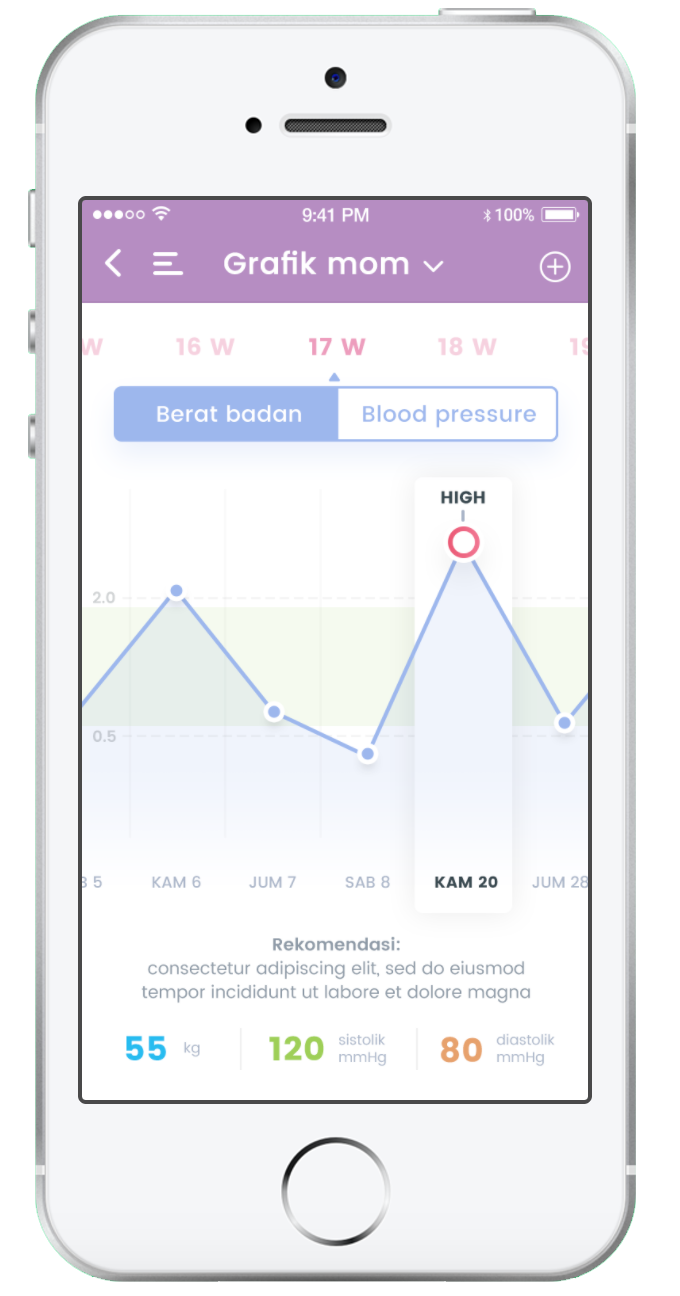 9:41 PM 100%
Grafik mom
W 16 W 17 W 18 W 19
Berat badan Blood pressure
HIGH
2.0
0.5
B 5 KAM 6 JUM 7 SAB 8 KAM 20 JUM 28
Rekomendasi:
consectetur adipiscing elit, sed do eiusmod
tempor incididunt ut labore et dolore magna
55 kg 120 sistolik mmHg 80 diastolik mmHg